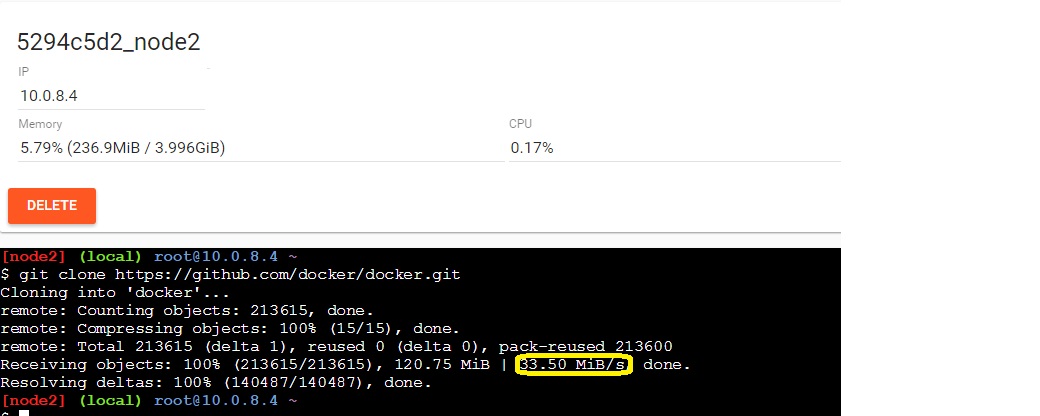 5294c5d2_node2
IP
10.0.8.4
Memory
CPU
5.79% (236.9MiB / 3.996GiB)
0.17%
DELETE
[node2] (local) root@10.0.8.4 ~
$ git clone https://github.com/docker/docker.git
Cloning into 'docker'...
remote: Counting objects: 213615, done.
remote: Compressing objects: 100% (15/15), done.
remote: Total 213615 (delta 1), reused 0 (delta 0), pack-reused 213600
Receiving objects: 100% (213615/213615), 120.75 MiB | 33.50 MiB/s, done.
Resolving deltas: 100% (140487/140487), done.
[node2] (local) root@10.0.8.4 ~
$